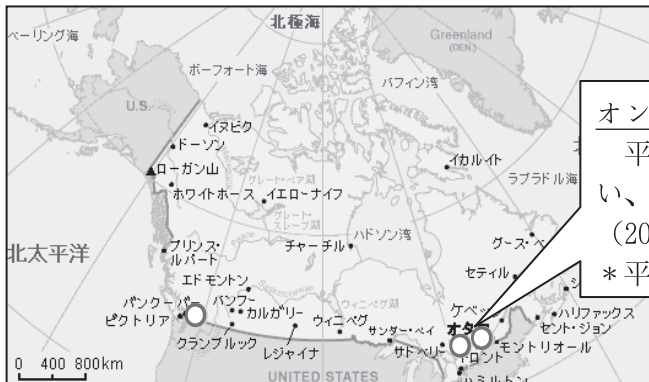 北極海
ベーリング海
Greenland
(DEN.)
ボーフォート海
バフィン湾
U.S.
イヌビク
ドーソン
イカルイト
ローガン山
ラブラドル海
グレート・ベア湖
ホワイトホース
イエローナイフ
グレート・
スレーブ湖
ハドソン湾
北太平洋
プリンス・
ルパート
チャーチル
グース・ベ
エドモントン
セティル
バンクーバー
バンフー
カルガリー
ウィニペグ湖
ケベッ
ハリファックス
ビクトリア
ウィニペグ
サンダー・ベイ
オタワ
セント・ジョン
クランブルック
レジャイナ
サドベリー
モントリオール
トロント
ハミルトン
0 400 800km
UNITED STATES
オン
平
い、
(20
*平